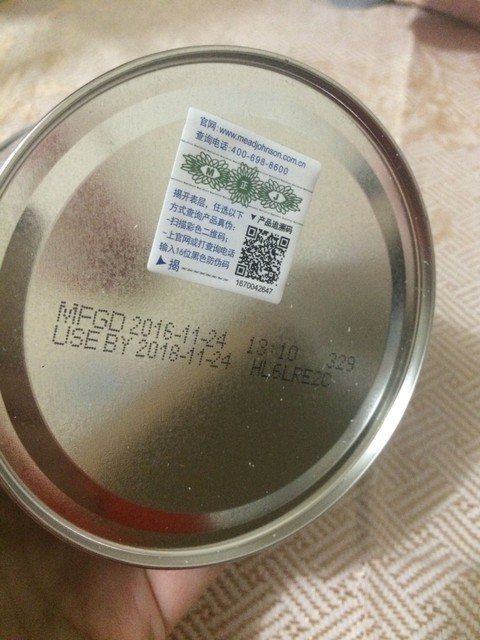 官网:www.meadjohnson.com.cn
查询电话:400-698-8600
M J
揭开表层，任选以下
方式查询产品真伪:
-扫描彩色二维码;
-上官网或打查询电话
输入16位黑色防伪码
▼产品追溯码
▶揭
1670042647
MFGD 2016-11-24 13:10 329
USE BY 2018-11-24 HL6LRE2C